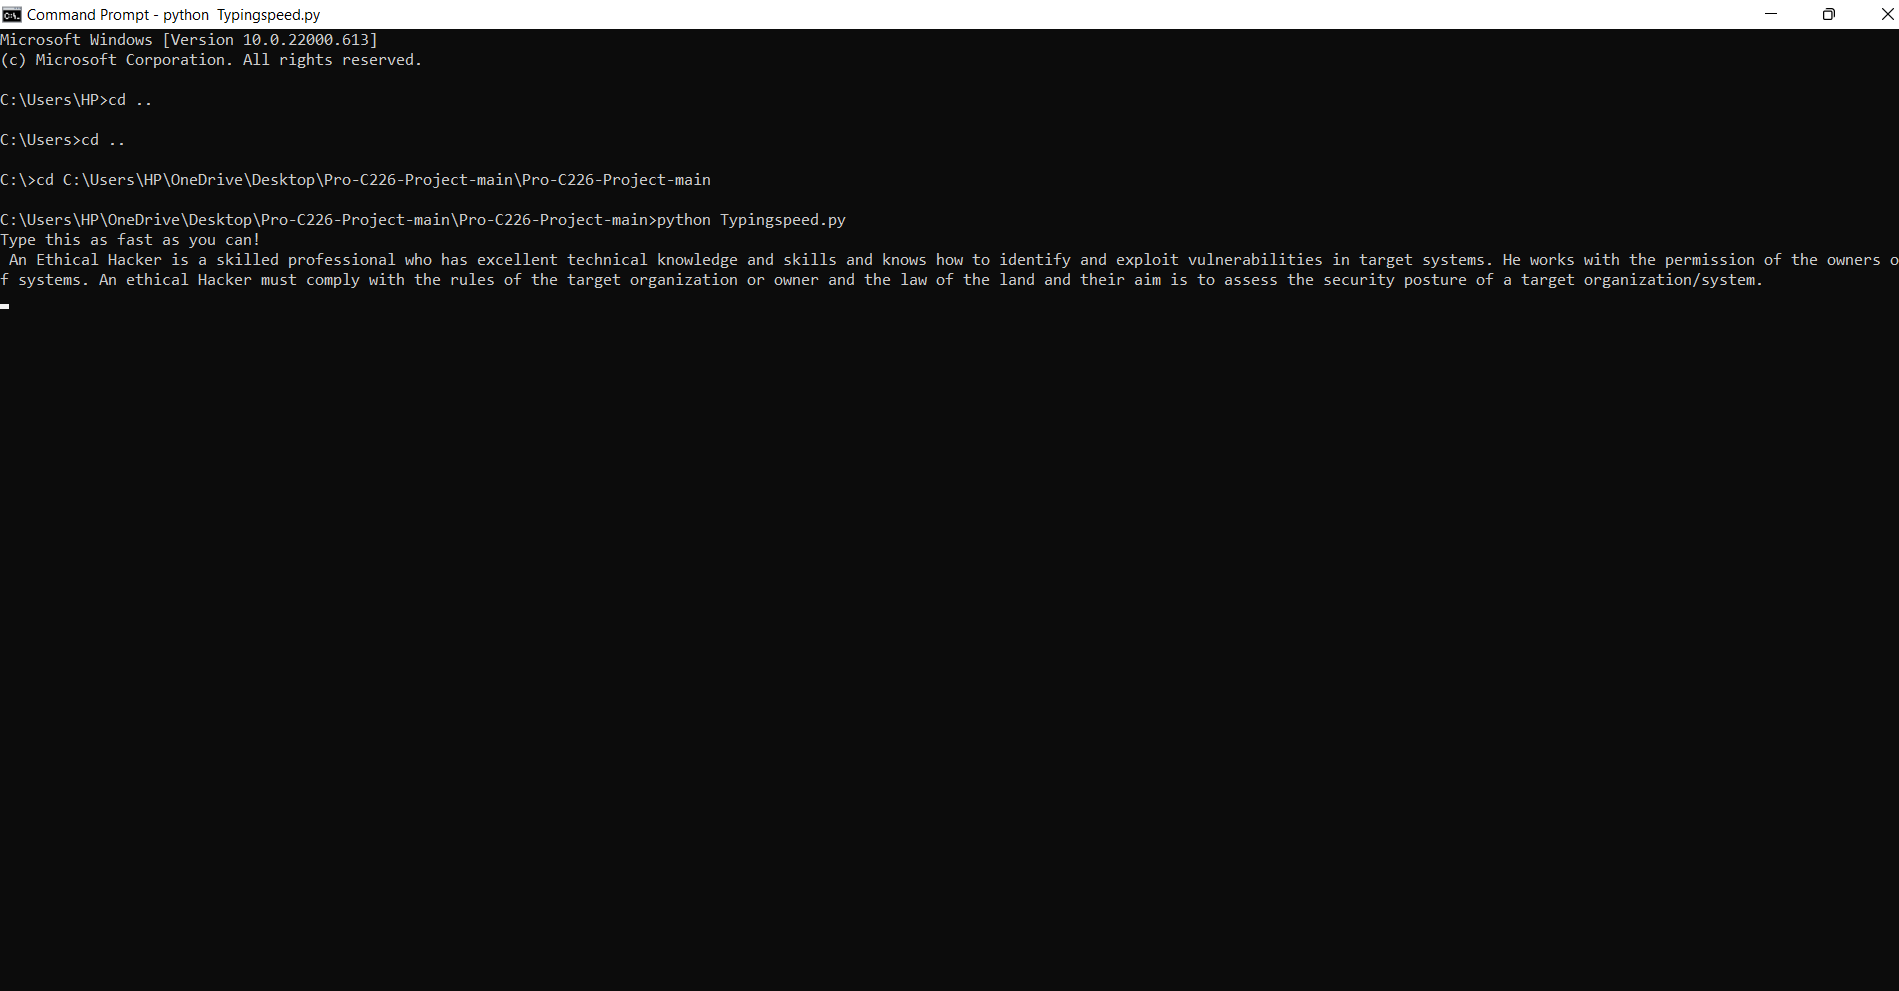 Command Prompt - python  Typingspeed.py
Microsoft Windows [Version 10.0.22000.613]
(c) Microsoft Corporation. All rights reserved.
C:\Users\HP>cd ..
C:\Users>cd ..
C:\>cd C:\Users\HP\OneDrive\Desktop\Pro-C226-Project-main\Pro-C226-Project-main
C:\Users\HP\OneDrive\Desktop\Pro-C226-Project-main\Pro-C226-Project-main>python Typingspeed.py
Type this as fast as you can!
An Ethical Hacker is a skilled professional who has excellent technical knowledge and skills and knows how to identify and exploit vulnerabilities in target systems. He works with the permission of the owners o
f systems. An ethical Hacker must comply with the rules of the target organization or owner and the law of the land and their aim is to assess the security posture of a target organization/system.